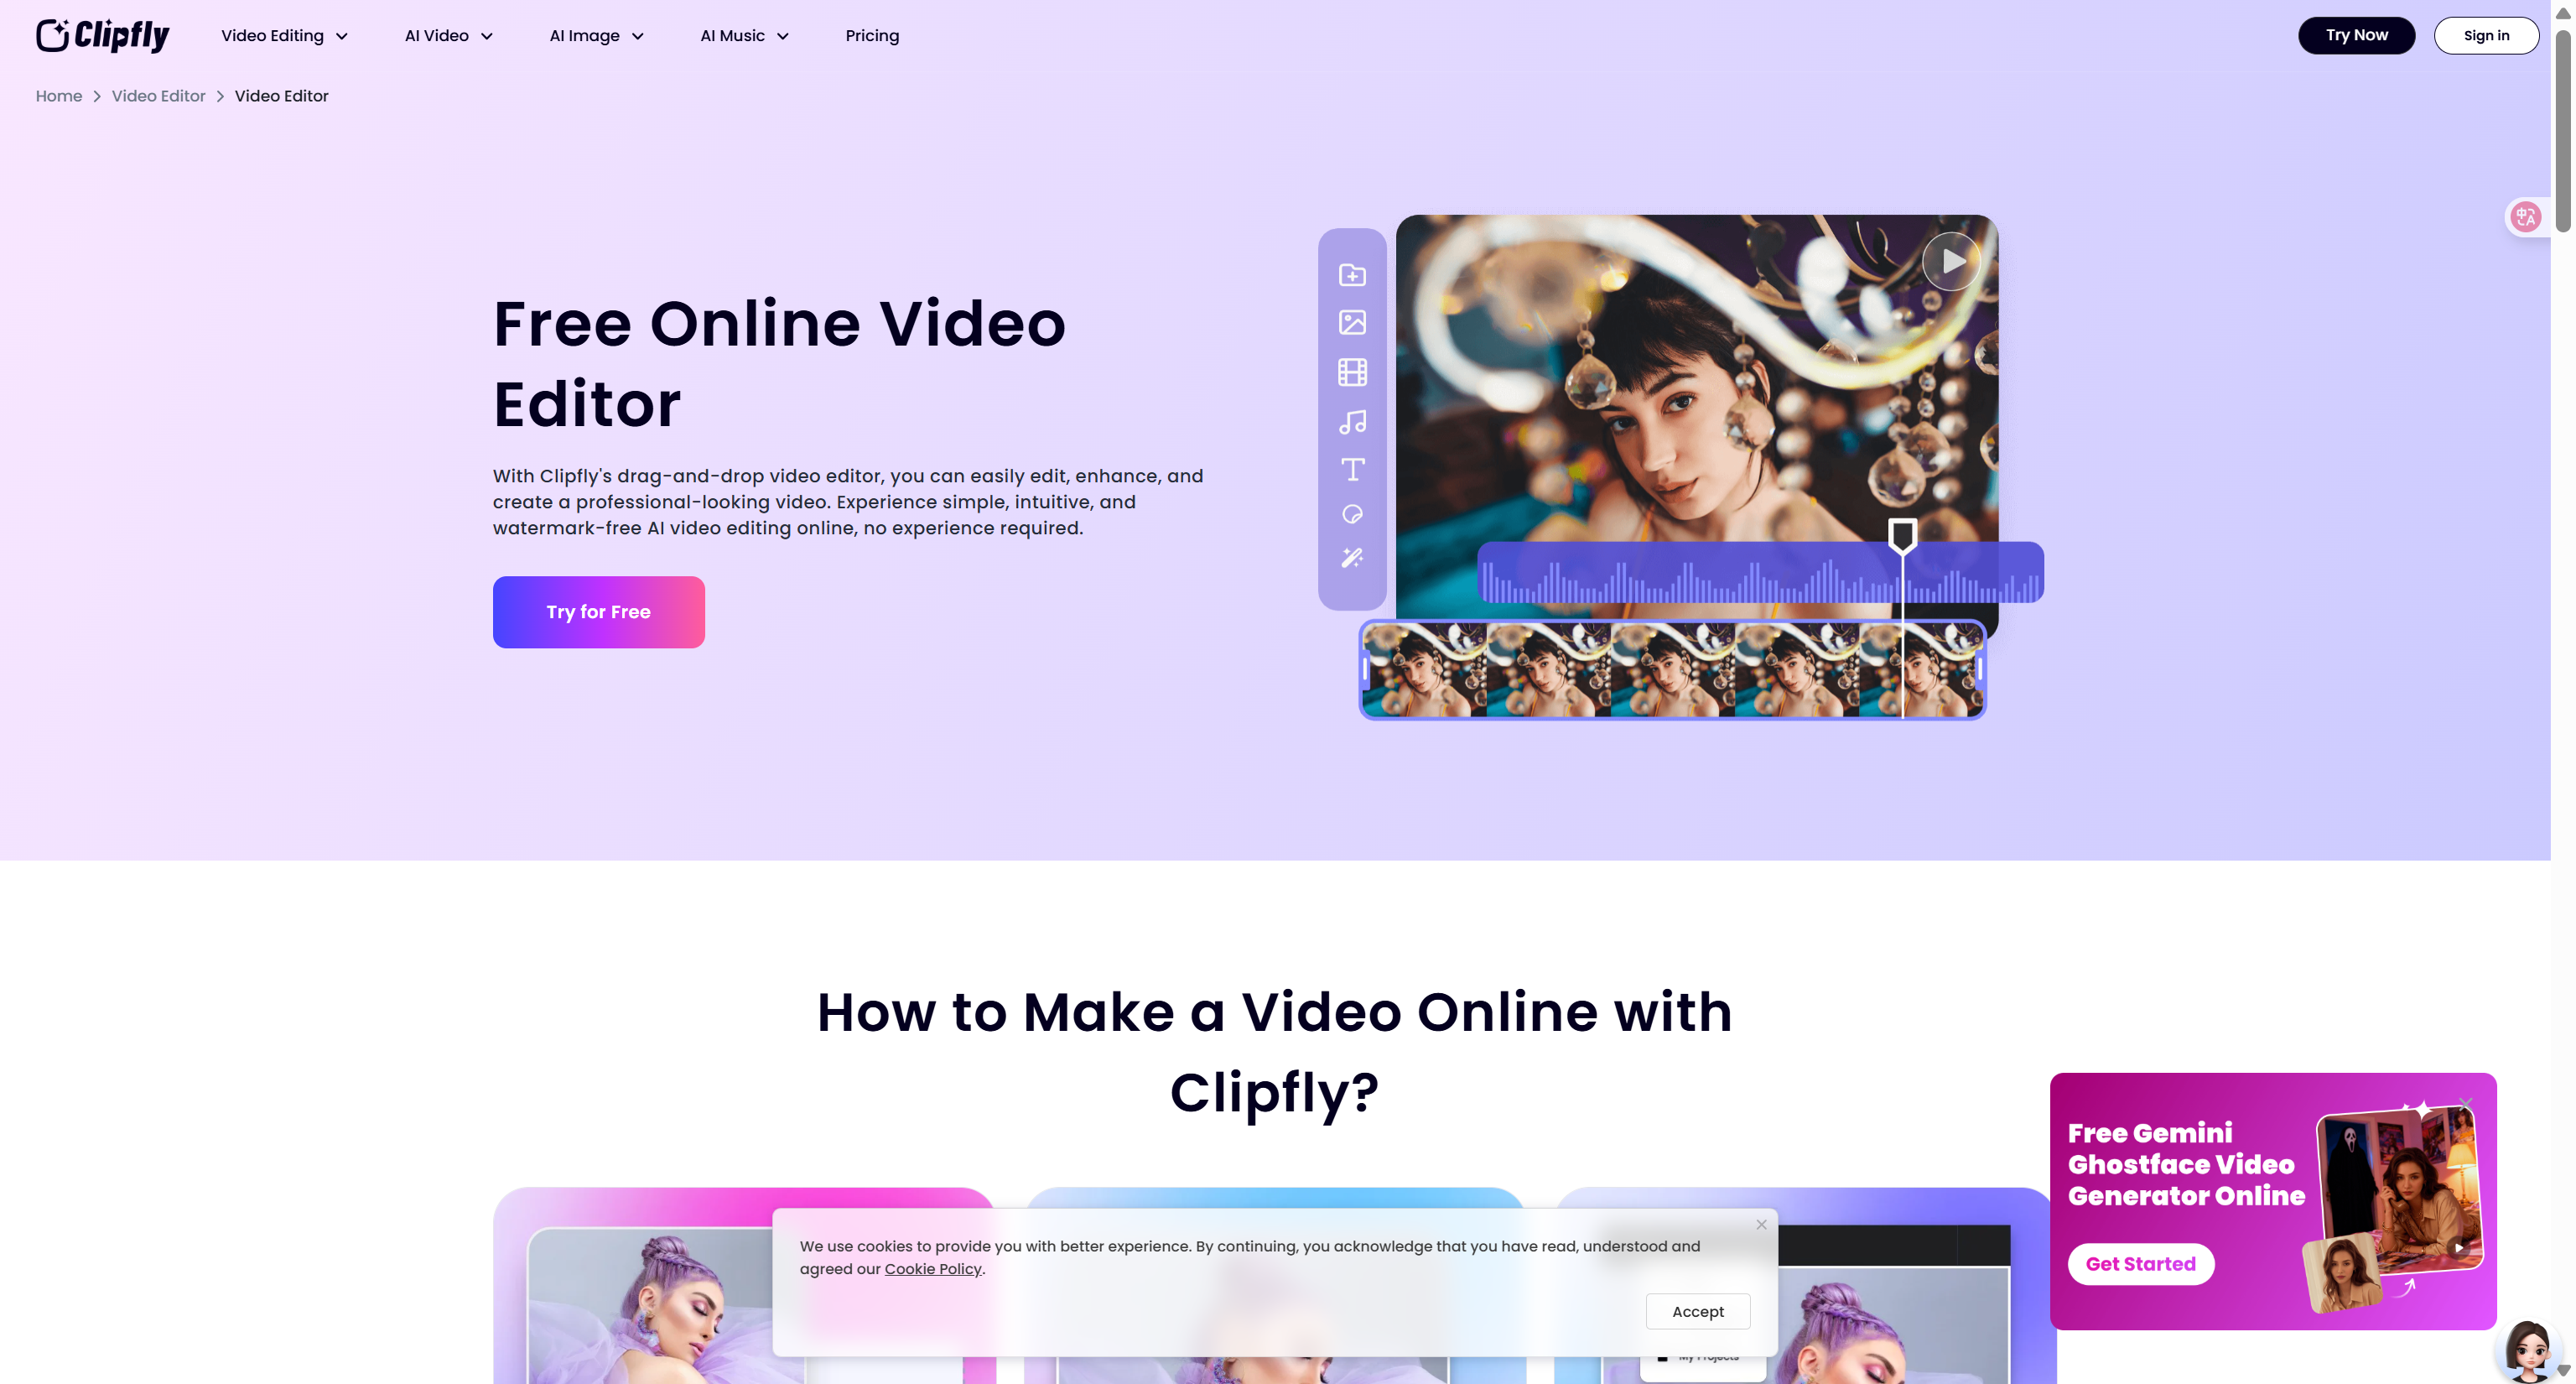 Clipfly
Video Editing
AI Video
AI Image
AI Music
Pricing
Try Now
Sign in
Home > Video Editor > Video Editor
Free Online Video
Editor
With Clipfly's drag-and-drop video editor, you can easily edit, enhance, and
create a professional-looking video. Experience simple, intuitive, and
watermark-free AI video editing online, no experience required.
Try for Free
中A
T
How to Make a Video Online with
Clipfly?
Free Gemini
Ghostface Video
Generator Online
Get Started
We use cookies to provide you with better experience. By continuing, you acknowledge that you have read, understood and
agreed our Cookie Policy.
Accept
My Projects